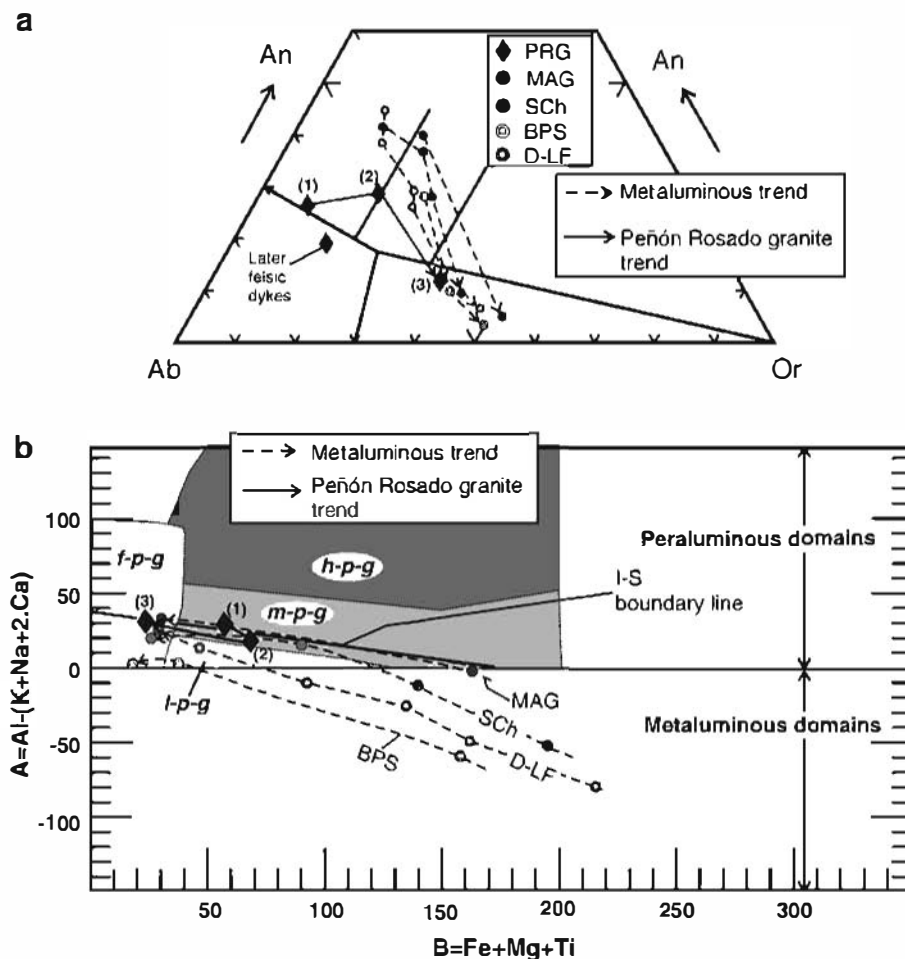 a
An
An
PRG
MAG
SCh
BPS
D-LF
(1)
(2)
(3)
Later
felsic
dykes
Metaluminous trend
Peñón Rosado granite
trend
Ab
Or
b
Metaluminous trend
Peñón Rosado granite
trend
100
50
0
-50
-100
A=Al-(K+Na+2.Ca)
f-p-g
h-p-g
m-p-g
l-p-g
(3)
(1)
(2)
Peraluminous domains
I-S
boundary line
MAG
SCh
D-LF
BPS
Metaluminous domains
50
100
150
200
250
300
B=Fe+Mg+Ti